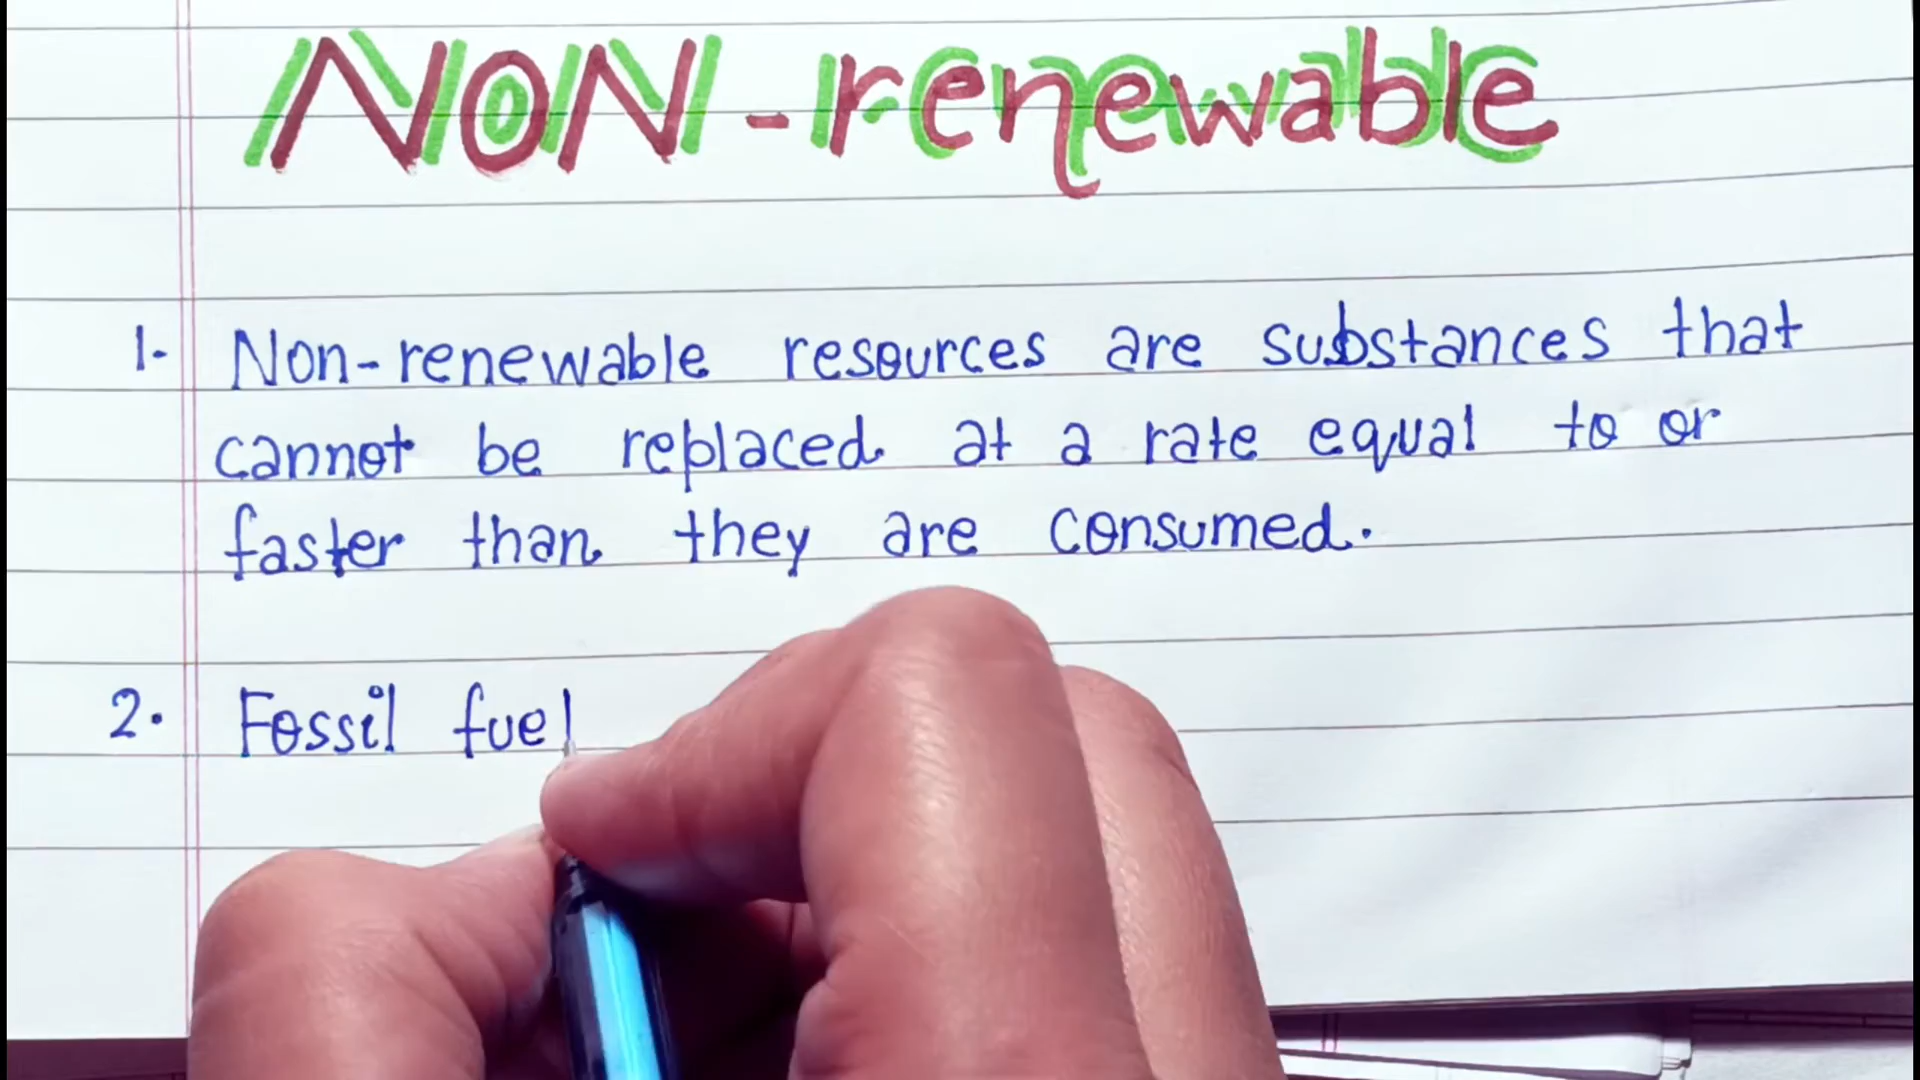 NON-renewable
1. Non-renewable resources are substances that
cannot be replaced at a rate equal to or
faster than they are consumed.
2. Fossil fuel